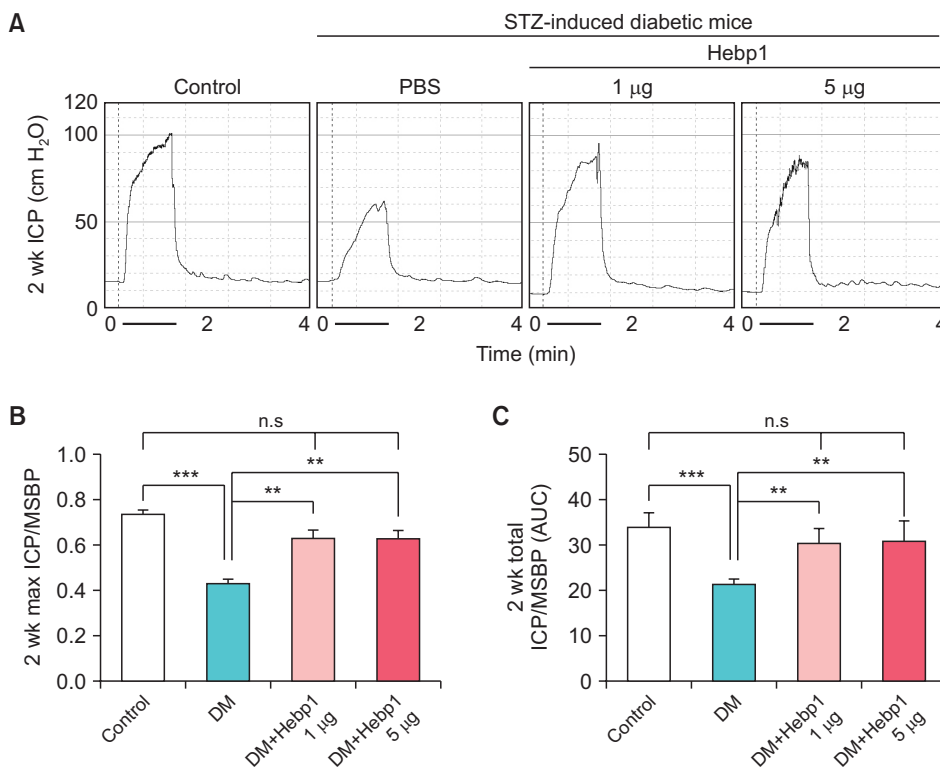 A
STZ-induced diabetic mice
Hebp1
Control
PBS
1 μg
5 μg
2 wk ICP (cm H₂O)
120
100
50
0
0 2 4
0 2 4
0 2 4
0 2 4
Time (min)
B
n.s
***
**
**
2 wk max ICP/MSBP
1.0
0.8
0.6
0.4
0.2
0.0
Control
DM
DM+Hebp1
1 μg
DM+Hebp1
5 μg
C
n.s
***
**
**
2 wk total
ICP/MSBP (AUC)
50
40
30
20
10
0
Control
DM
DM+Hebp1
1 μg
DM+Hebp1
5 μg